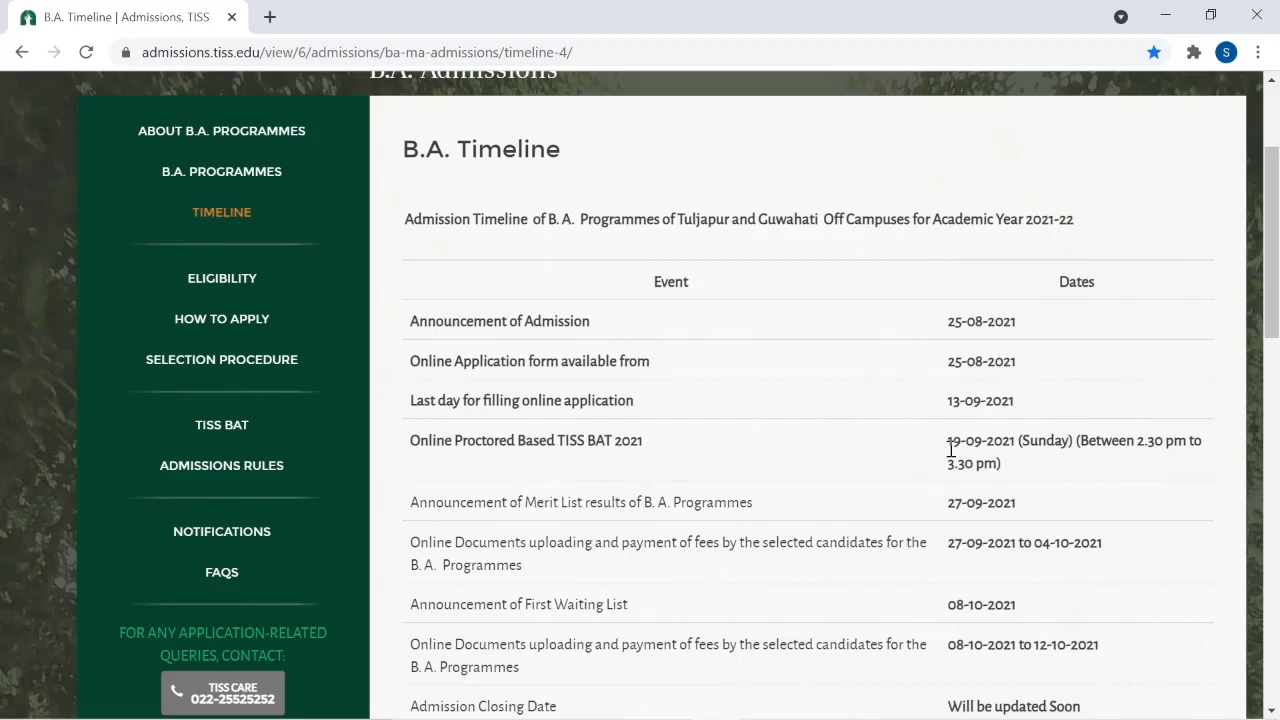 B.A. Timeline | Admissions, TISS
admissions.tiss.edu/view/6/admissions/ba-ma-admissions/timeline-4/
S
B.A. Admissions
ABOUT B.A. PROGRAMMES
B.A. PROGRAMMES
TIMELINE
ELIGIBILITY
HOW TO APPLY
SELECTION PROCEDURE
TISS BAT
ADMISSIONS RULES
NOTIFICATIONS
FAQS
FOR ANY APPLICATION-RELATED
QUERIES, CONTACT:
TISS CARE
022-25525252
B.A. Timeline
Admission Timeline of B. A. Programmes of Tuljapur and Guwahati Off Campuses for Academic Year 2021-22
Event Dates
Announcement of Admission 25-08-2021
Online Application form available from 25-08-2021
Last day for filling online application 13-09-2021
Online Proctored Based TISS BAT 2021 19-09-2021 (Sunday) (Between 2.30 pm to
3.30 pm)
Announcement of Merit List results of B. A. Programmes 27-09-2021
Online Documents uploading and payment of fees by the selected candidates for the 27-09-2021 to 04-10-2021
B. A. Programmes
Announcement of First Waiting List 08-10-2021
Online Documents uploading and payment of fees by the selected candidates for the 08-10-2021 to 12-10-2021
B. A. Programmes
Admission Closing Date Will be updated Soon